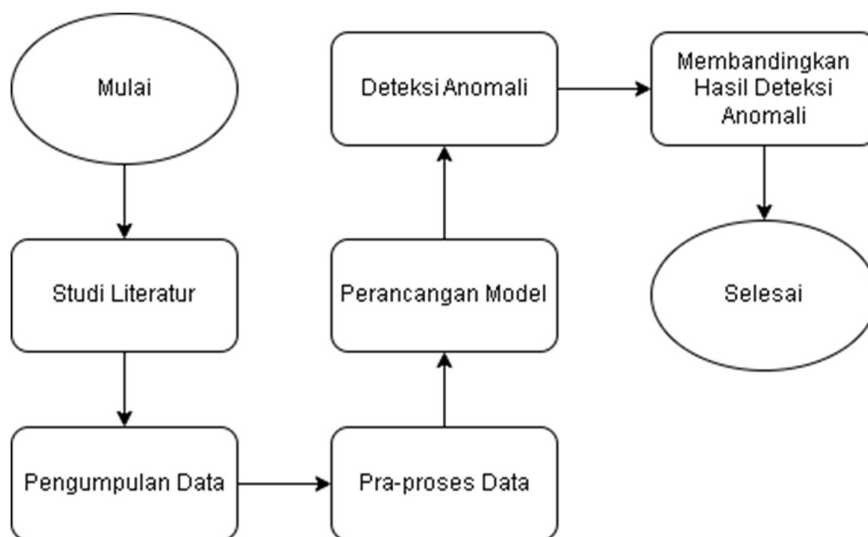 Mulai
Studi Literatur
Pengumpulan Data
Pra-proses Data
Perancangan Model
Deteksi Anomali
Membandingkan
Hasil Deteksi
Anomali
Selesai